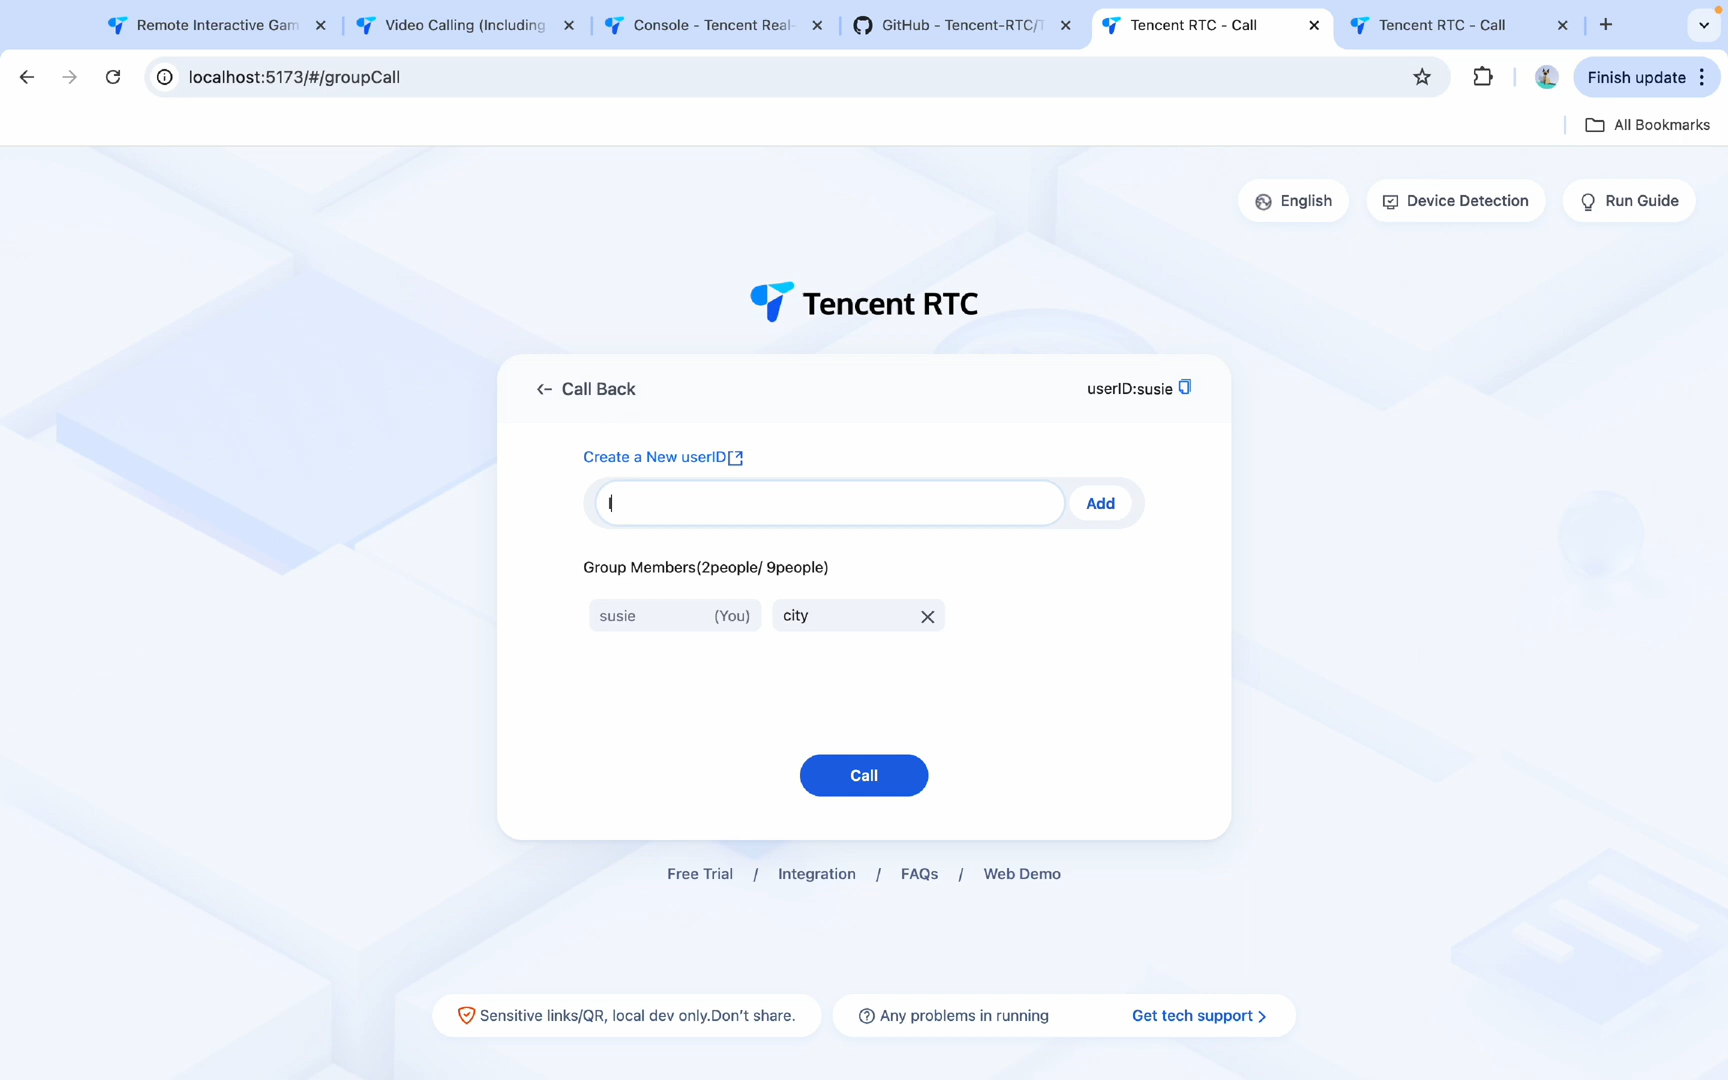 Remote Interactive Gam
Video Calling (Including
Console - Tencent Real-
GitHub - Tencent-RTC/T
Tencent RTC - Call
Tencent RTC - Call
localhost:5173/#/groupCall
Finish update
All Bookmarks
English
Device Detection
Run Guide
Tencent RTC
Call Back
userID:susie
Create a New userID
l
Add
Group Members(2people/ 9people)
susie (You)
city
Call
Free Trial / Integration / FAQs / Web Demo
Sensitive links/QR, local dev only.Don't share.
Any problems in running
Get tech support